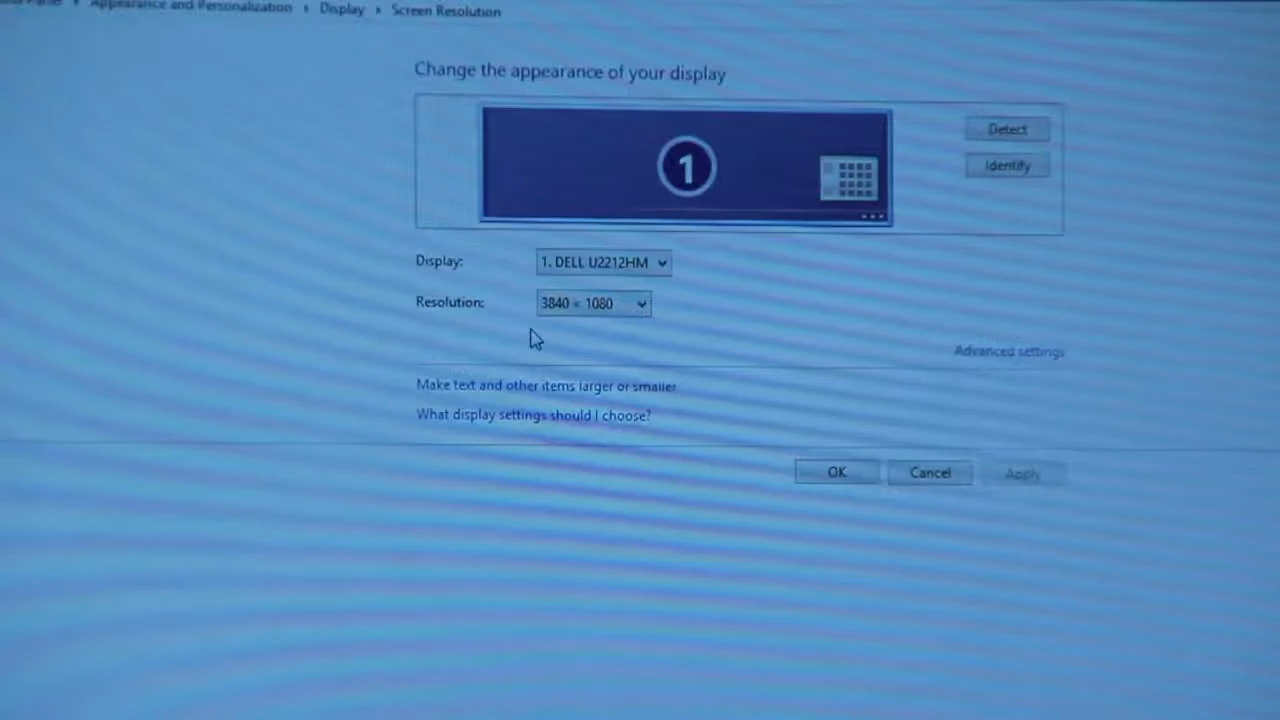 Appearance and Personalization › Display › Screen Resolution
Change the appearance of your display
1
Detect
Identify
Display:
1. DELL U2212HM
Resolution:
3840 × 1080
Advanced settings
Make text and other items larger or smaller
What display settings should I choose?
OK
Cancel
Apply